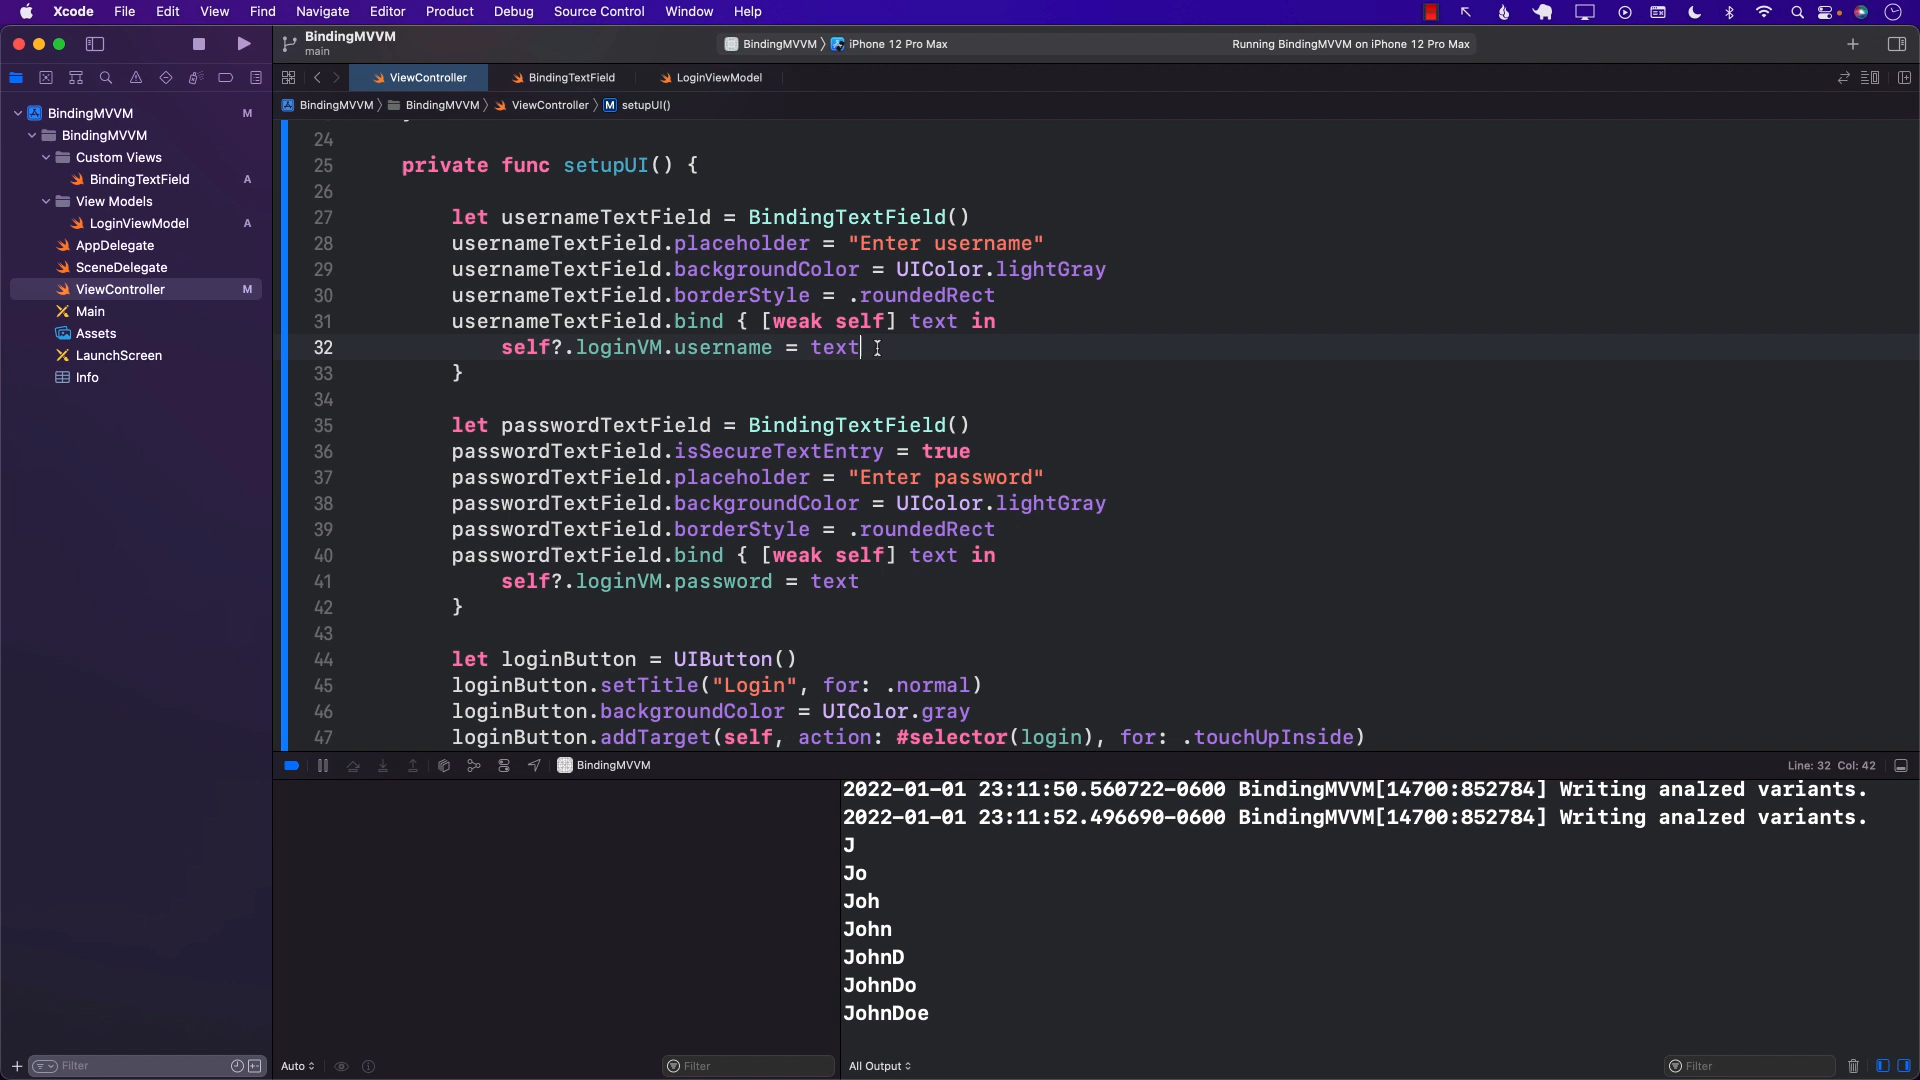 Xcode File Edit View Find Navigate Editor Product Debug Source Control Window Help
BindingMVVM
main
BindingMVVM iPhone 12 Pro Max
Running BindingMVVM on iPhone 12 Pro Max
ViewController BindingTextField LoginViewModel
BindingMVVM BindingMVVM ViewController M setupUI()
BindingMVVM M
BindingMVVM
Custom Views
BindingTextField A
View Models
LoginViewModel A
AppDelegate
SceneDelegate
ViewController M
Main
Assets
LaunchScreen
Info
24
25 private func setupUI() {
26
27 let usernameTextField = BindingTextField()
28 usernameTextField.placeholder = "Enter username"
29 usernameTextField.backgroundColor = UIColor.lightGray
30 usernameTextField.borderStyle = .roundedRect
31 usernameTextField.bind { [weak self] text in
32 self?.loginVM.username = text
33 }
34
35 let passwordTextField = BindingTextField()
36 passwordTextField.isSecureTextEntry = true
37 passwordTextField.placeholder = "Enter password"
38 passwordTextField.backgroundColor = UIColor.lightGray
39 passwordTextField.borderStyle = .roundedRect
40 passwordTextField.bind { [weak self] text in
41 self?.loginVM.password = text
42 }
43
44 let loginButton = UIButton()
45 loginButton.setTitle("Login", for: .normal)
46 loginButton.backgroundColor = UIColor.gray
47 loginButton.addTarget(self, action: #selector(login), for: .touchUpInside)
BindingMVVM
Line: 32 Col: 42
2022-01-01 23:11:50.560722-0600 BindingMVVM[14700:852784] Writing analzed variants.
2022-01-01 23:11:52.496690-0600 BindingMVVM[14700:852784] Writing analzed variants.
J
Jo
Joh
John
JohnD
JohnDo
JohnDoe
Filter
Auto
Filter
All Output
Filter